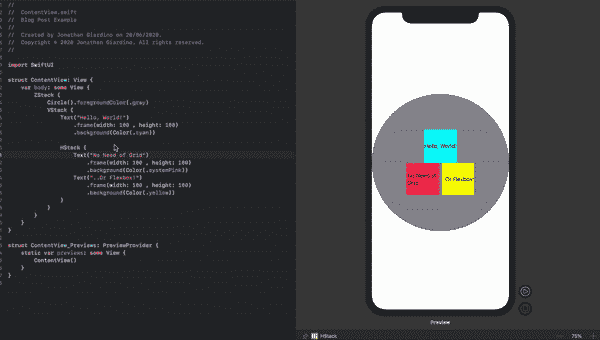 //
//  ContentView.swift
//  Blog Post Example
//
//  Created by Jonathan Giardino on 20/06/2020.
//  Copyright © 2020 Jonathan Giardino. All rights reserved.
//
import SwiftUI
struct ContentView: View {
    var body: some View {
        ZStack {
            Circle().foregroundColor(.gray)
            VStack {
                Text("Hello, World!")
                    .frame(width: 100 , height: 100)
                    .background(Color(.cyan))
                HStack {
                    Text("No Need of Grid")
                        .frame(width: 100 , height: 100)
                        .background(Color(.systemPink))
                    Text("..Or Flexbox!")
                        .frame(width: 100 , height: 100)
                        .background(Color(.yellow))
                }
            }
        }
    }
}
struct ContentView_Previews: PreviewProvider {
    static var previews: some View {
        ContentView()
    }
}
Hello, World!
No Need of
Grid
..Or Flexbox!
Preview
HStack
75%